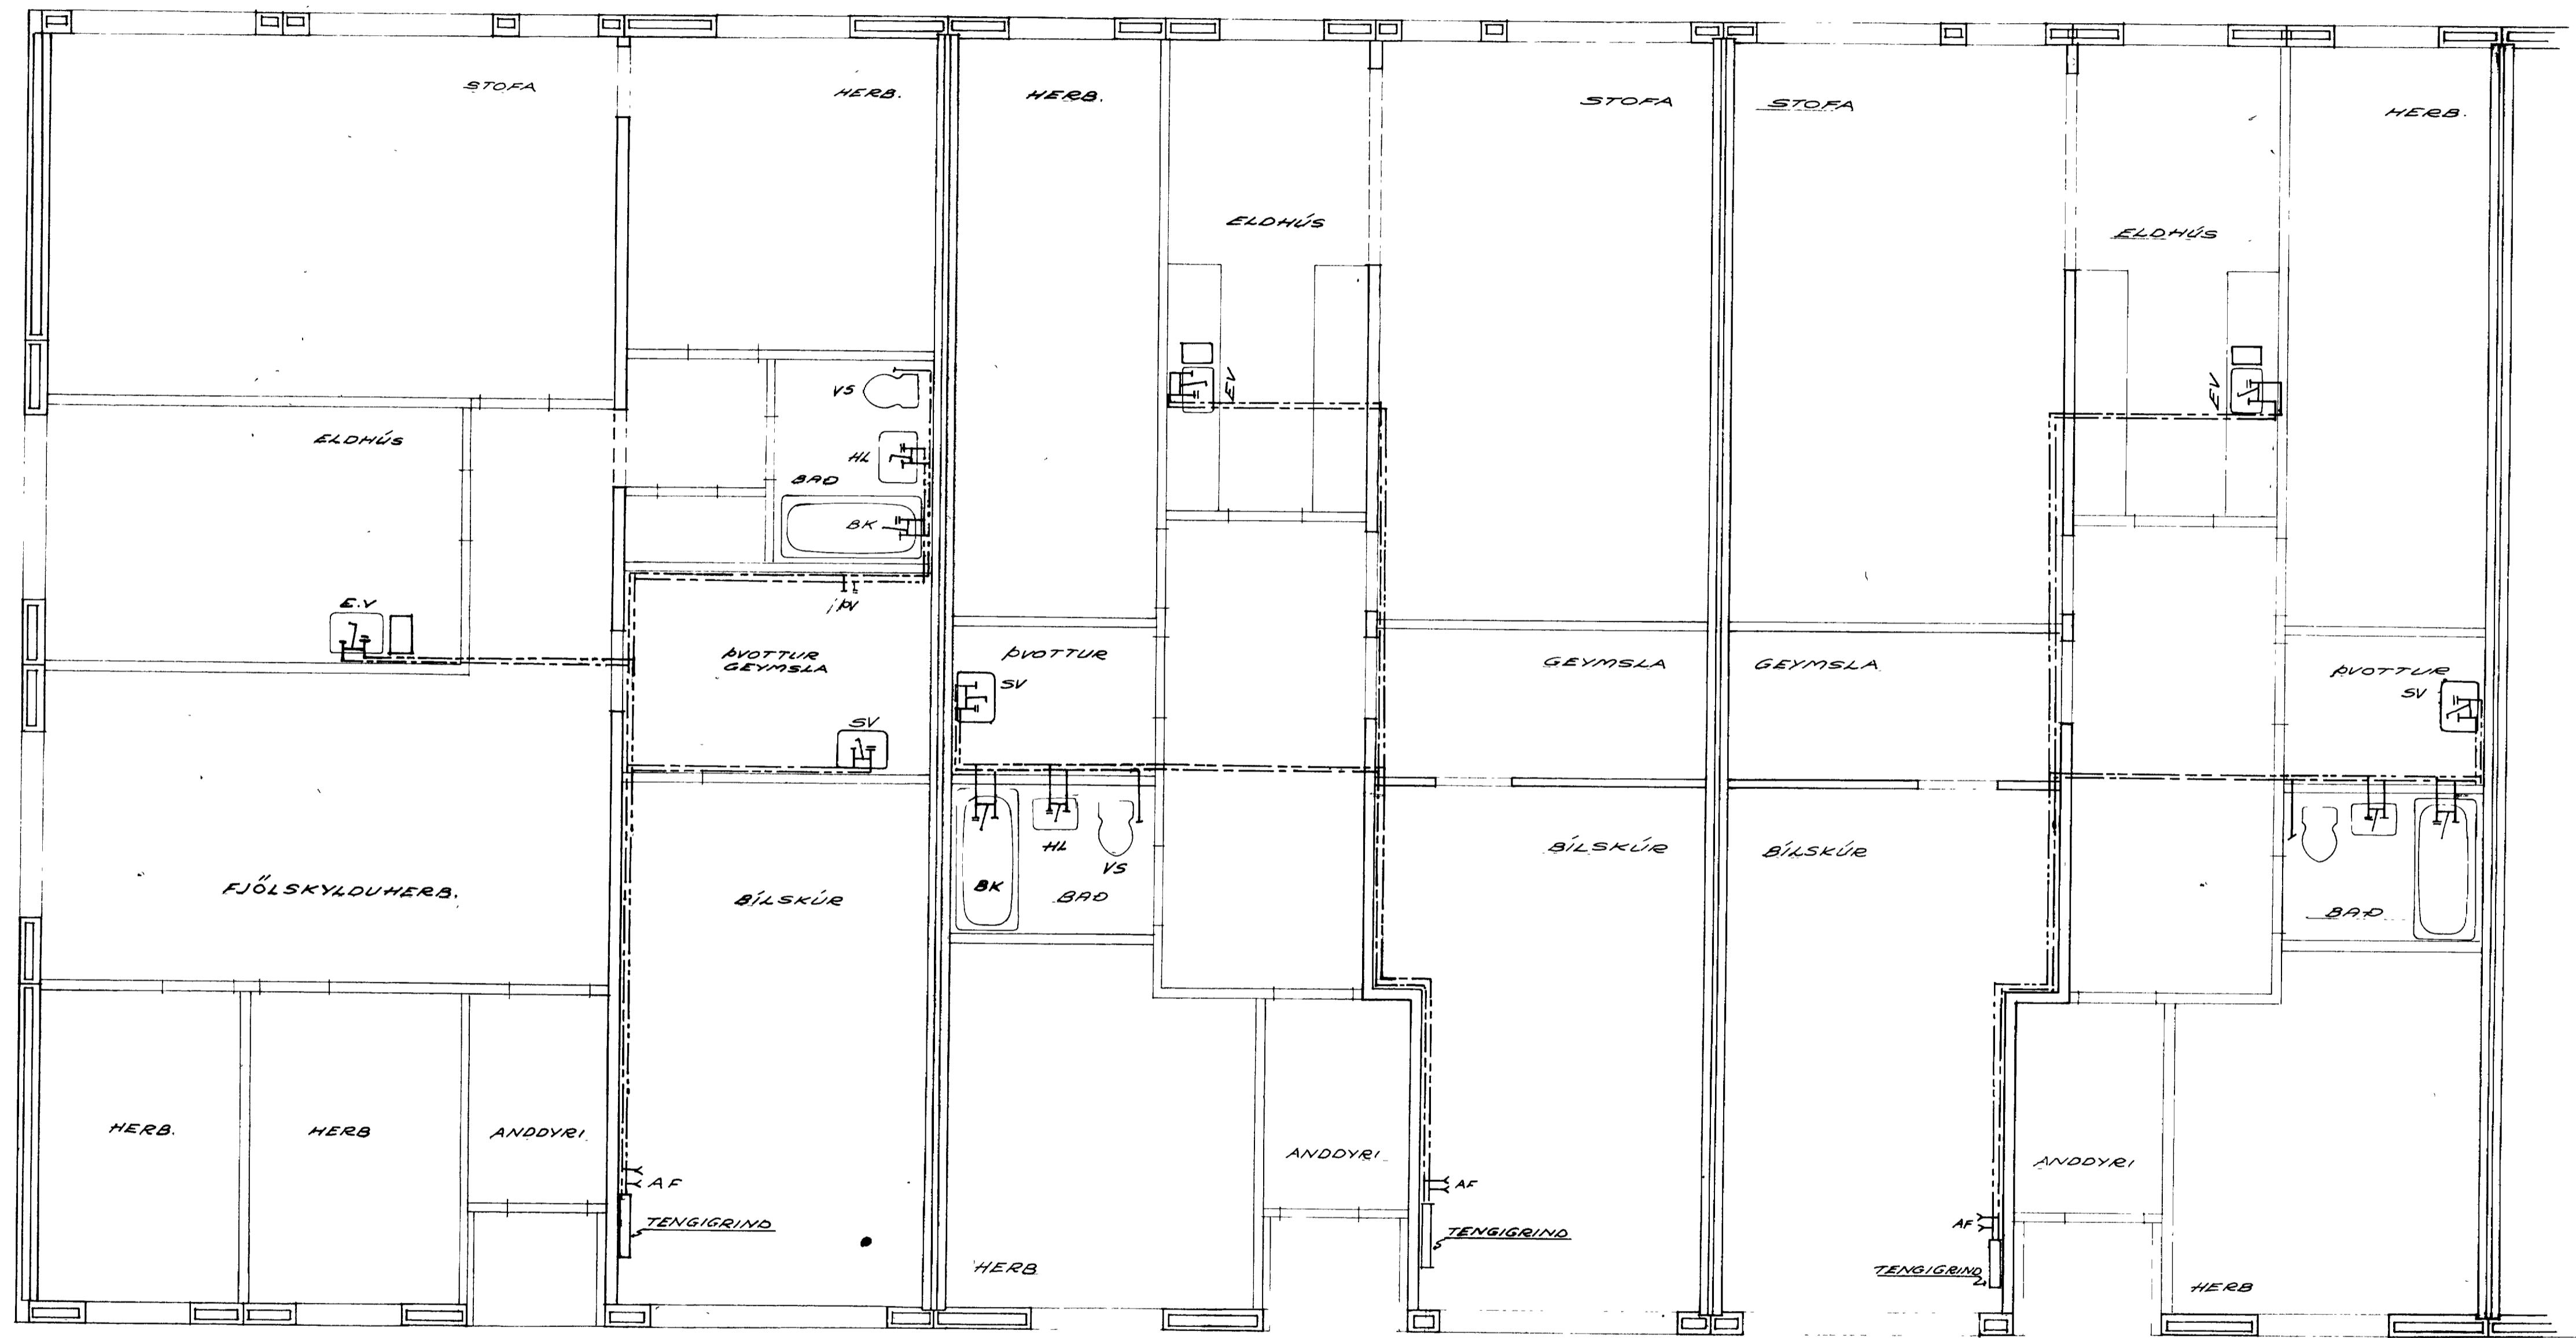 STOFA
HERB.
ELDHÚS
VS
HL
BAÐ
BK
E.V
ÞV
ÞVOTTUR
GEYMSLA
SV
FJÖLSKYLDUHERB.
BÍLSKÚR
HERB.
HERB
ANDDYRI
AF
TENGIGRIND
HERB.
ELDHÚS
STOFA
EV
ÞVOTTUR
SV
GEYMSLA
HL
VS
BK
BAÐ
BÍLSKÚR
ANDDYRI
AF
TENGIGRIND
HERB
STOFA
ELDHÚS
HERB.
EV
GEYMSLA
ÞVOTTUR
SV
BÍLSKÚR
BAÐ
ANDDYRI
AF
TENGIGRIND
HERB